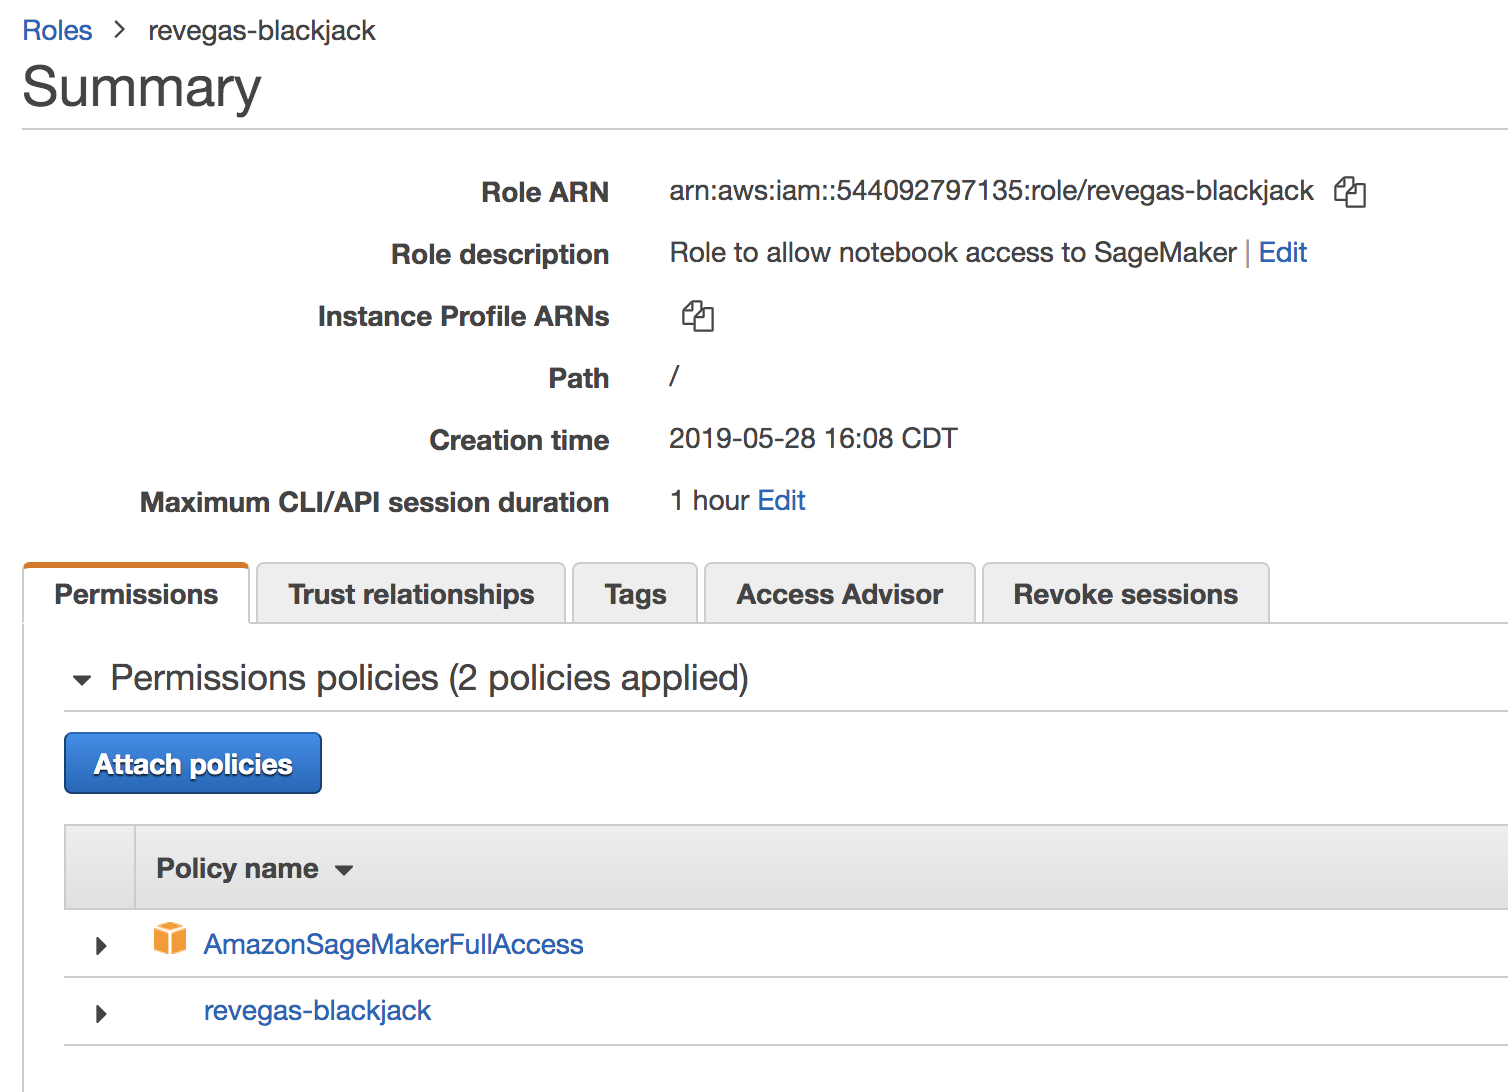 Roles > revegas-blackjack
Summary
Role ARN arn:aws:iam::544092797135:role/revegas-blackjack
Role description Role to allow notebook access to SageMaker | Edit
Instance Profile ARNs
Path /
Creation time 2019-05-28 16:08 CDT
Maximum CLI/API session duration 1 hour Edit
Permissions Trust relationships Tags Access Advisor Revoke sessions
Permissions policies (2 policies applied)
Attach policies
Policy name
AmazonSageMakerFullAccess
revegas-blackjack